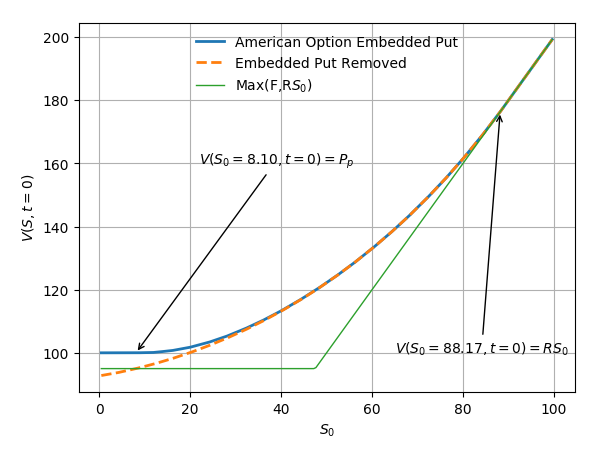 American Option Embedded Put
Embedded Put Removed
Max(F,RS₀)
V(S₀ = 8.10, t = 0) = Pₚ
V(S₀ = 88.17, t = 0) = RS₀
V(S, t = 0)
200
180
160
140
120
100
0 20 40 60 80 100
S₀